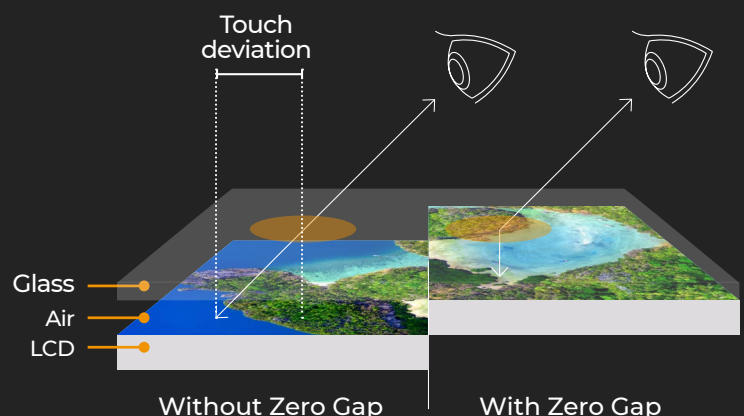 Touch
deviation
Glass
Air
LCD
Without Zero Gap
With Zero Gap